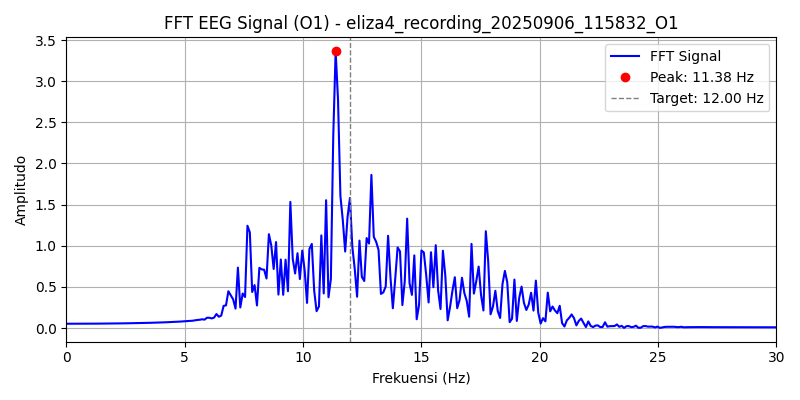 FFT EEG Signal (O1) - eliza4_recording_20250906_115832_O1
3.5
3.0
2.5
2.0
1.5
1.0
0.5
0.0
Amplitudo
FFT Signal
Peak: 11.38 Hz
Target: 12.00 Hz
0 5 10 15 20 25 30
Frekuensi (Hz)